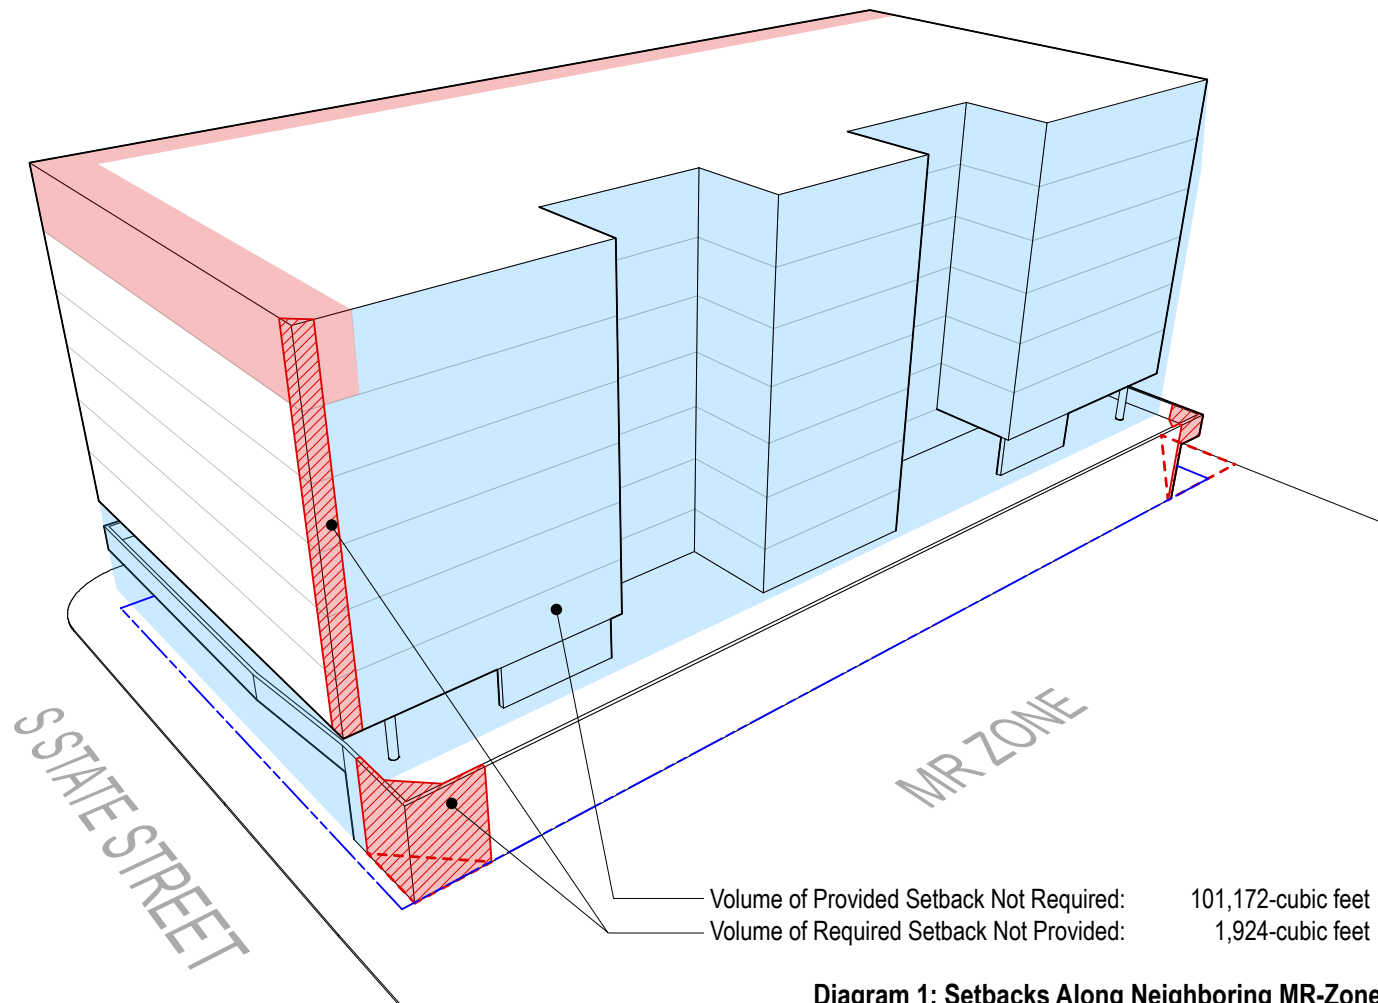 S STATE STREET
MR ZONE
Volume of Provided Setback Not Required: 101,172-cubic feet
Volume of Required Setback Not Provided: 1,924-cubic feet
Diagram 1: Setbacks Along Neighboring MR-Zone